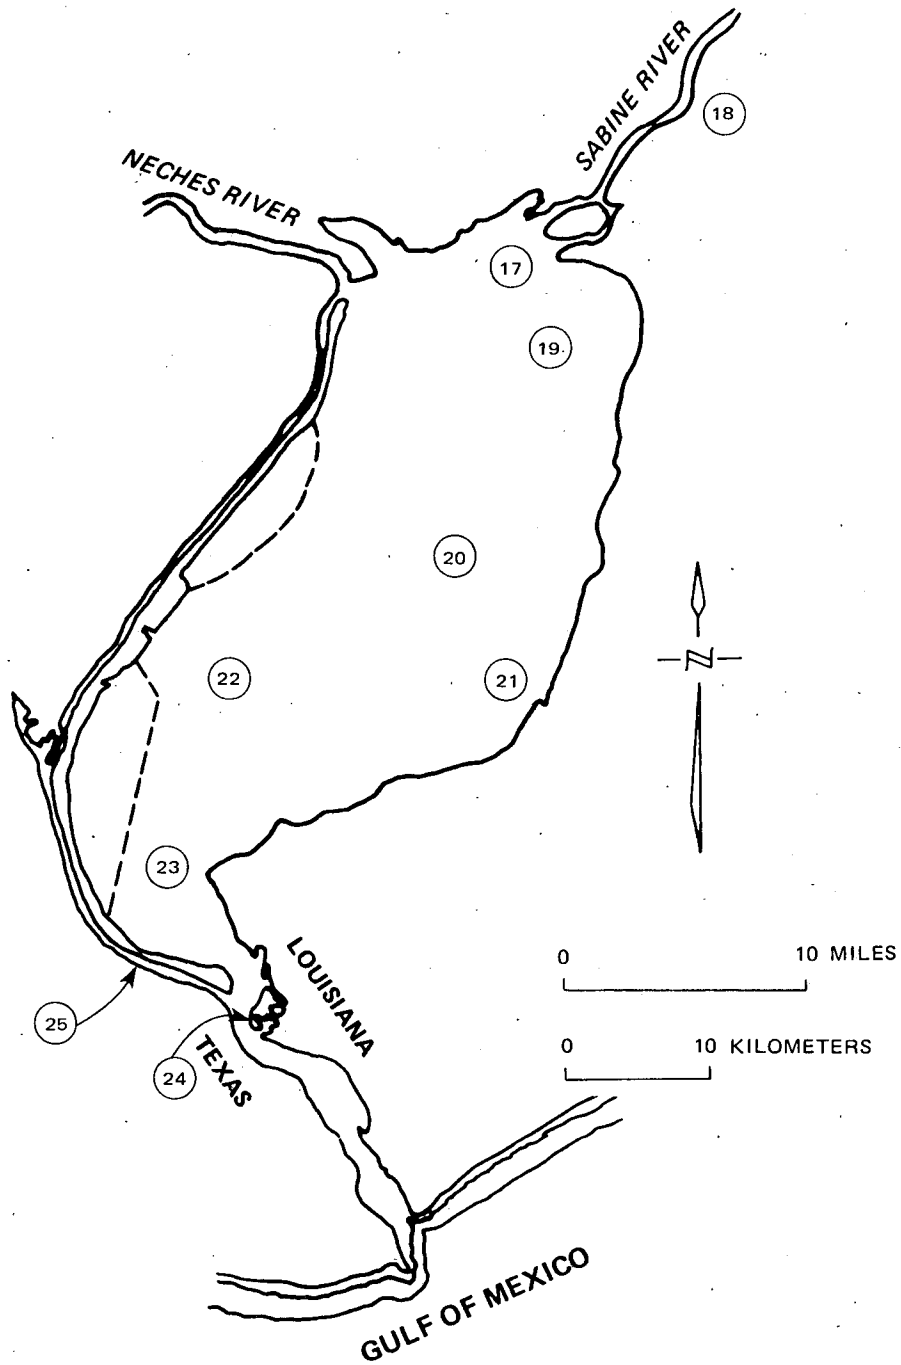 SABINE RIVER
18
NECHES RIVER
17
19
20
22
21
23
LOUISIANA
0 10 MILES
25
TEXAS
0 10 KILOMETERS
24
GULF OF MEXICO
N